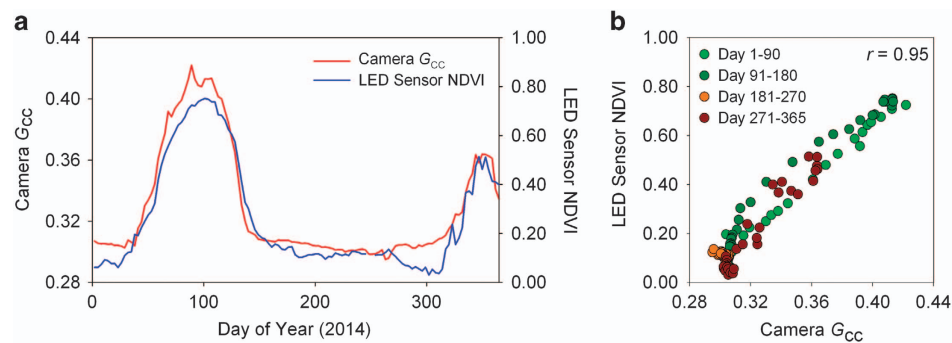 a
0.44
0.40
0.36
0.32
0.28
Camera GCC
Camera GCC
LED Sensor NDVI
1.00
0.80
0.60
0.40
0.20
0.00
LED Sensor NDVI
0
100
200
300
Day of Year (2014)
b
1.00
0.80
0.60
0.40
0.20
0.00
LED Sensor NDVI
Day 1-90
Day 91-180
Day 181-270
Day 271-365
r = 0.95
0.28
0.32
0.36
0.40
0.44
Camera GCC